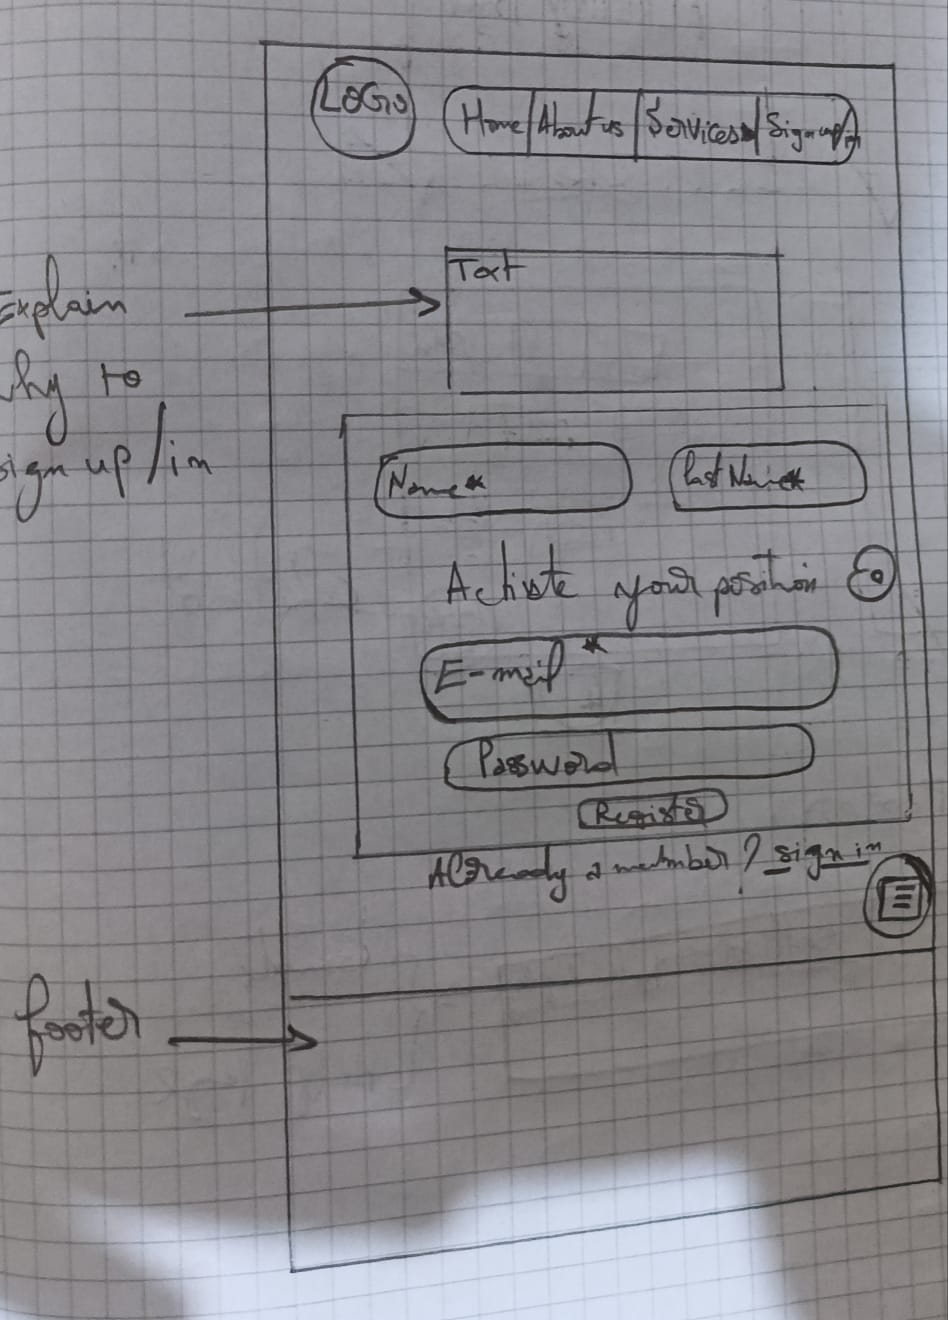 LOGO
Home | About us | Services | Sign up/in
Text
Explain
why to
sign up/in
Name*
last Name*
Activate your position
E-mail *
Password
Register
Already a member? sign in
footer